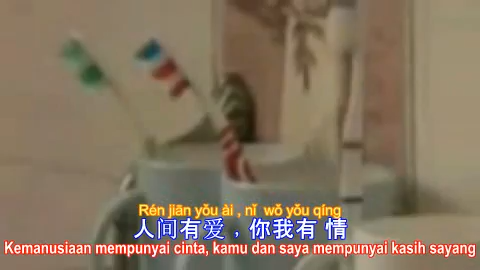 Rén jiān yǒu ài , nǐ wǒ yǒu qíng
人间有爱，你我有 情
Kemanusiaan mempunyai cinta, kamu dan saya mempunyai kasih sayang